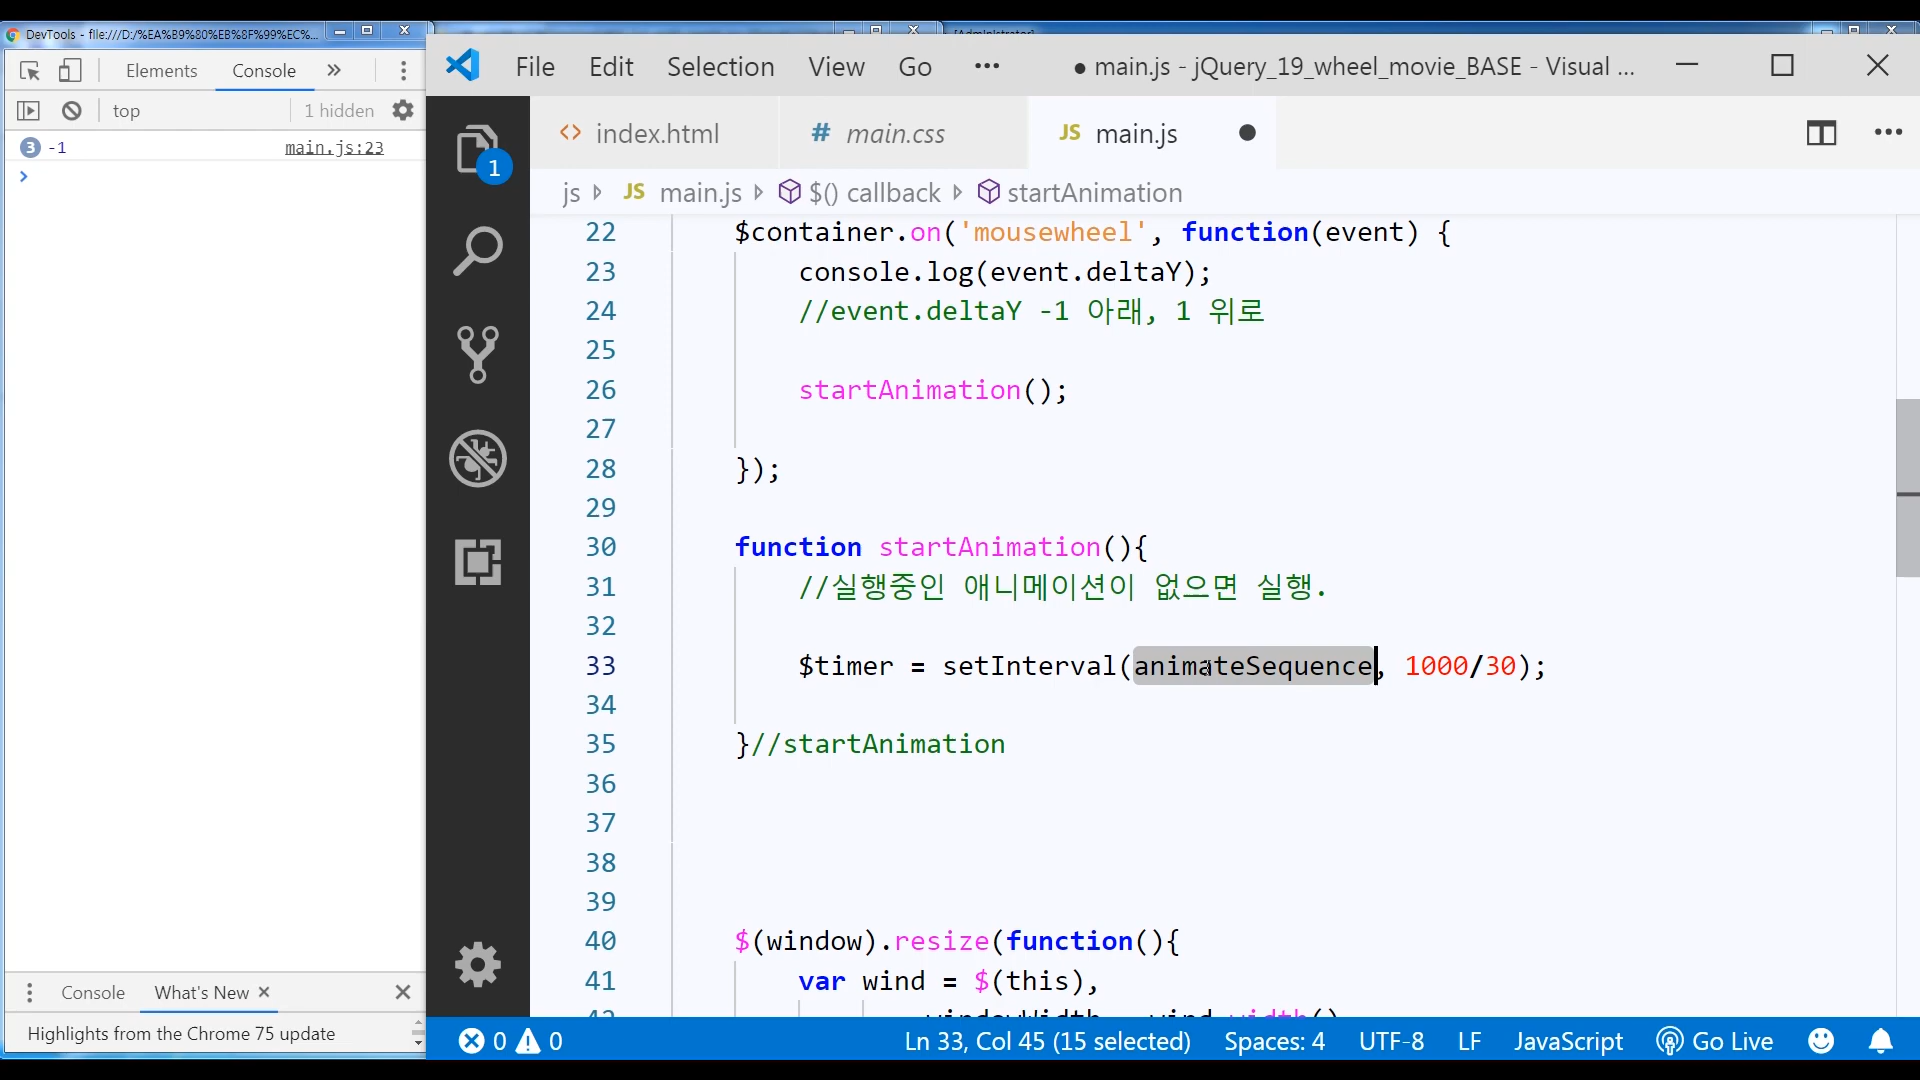 DevTools - file:///D:/%EA%B9%80%EB%8F%99%EC%...
Elements Console »
top 1 hidden
3 -1 main.js:23
>
Console What's New ×
Highlights from the Chrome 75 update
[Administrator]
File Edit Selection View Go ··· ● main.js - jQuery_19_wheel_movie_BASE - Visual ...
<> index.html # main.css JS main.js ●
js > JS main.js > $() callback > startAnimation
1
22 $container.on('mousewheel', function(event) {
23 console.log(event.deltaY);
24 //event.deltaY -1 아래, 1 위로
25
26 startAnimation();
27
28 });
29
30 function startAnimation(){
31 //실행중인 애니메이션이 없으면 실행.
32
33 $timer = setInterval(animateSequence, 1000/30);
34
35 }//startAnimation
36
37
38
39
40 $(window).resize(function(){
41 var wind = $(this),
0 0 Ln 33, Col 45 (15 selected) Spaces: 4 UTF-8 LF JavaScript Go Live